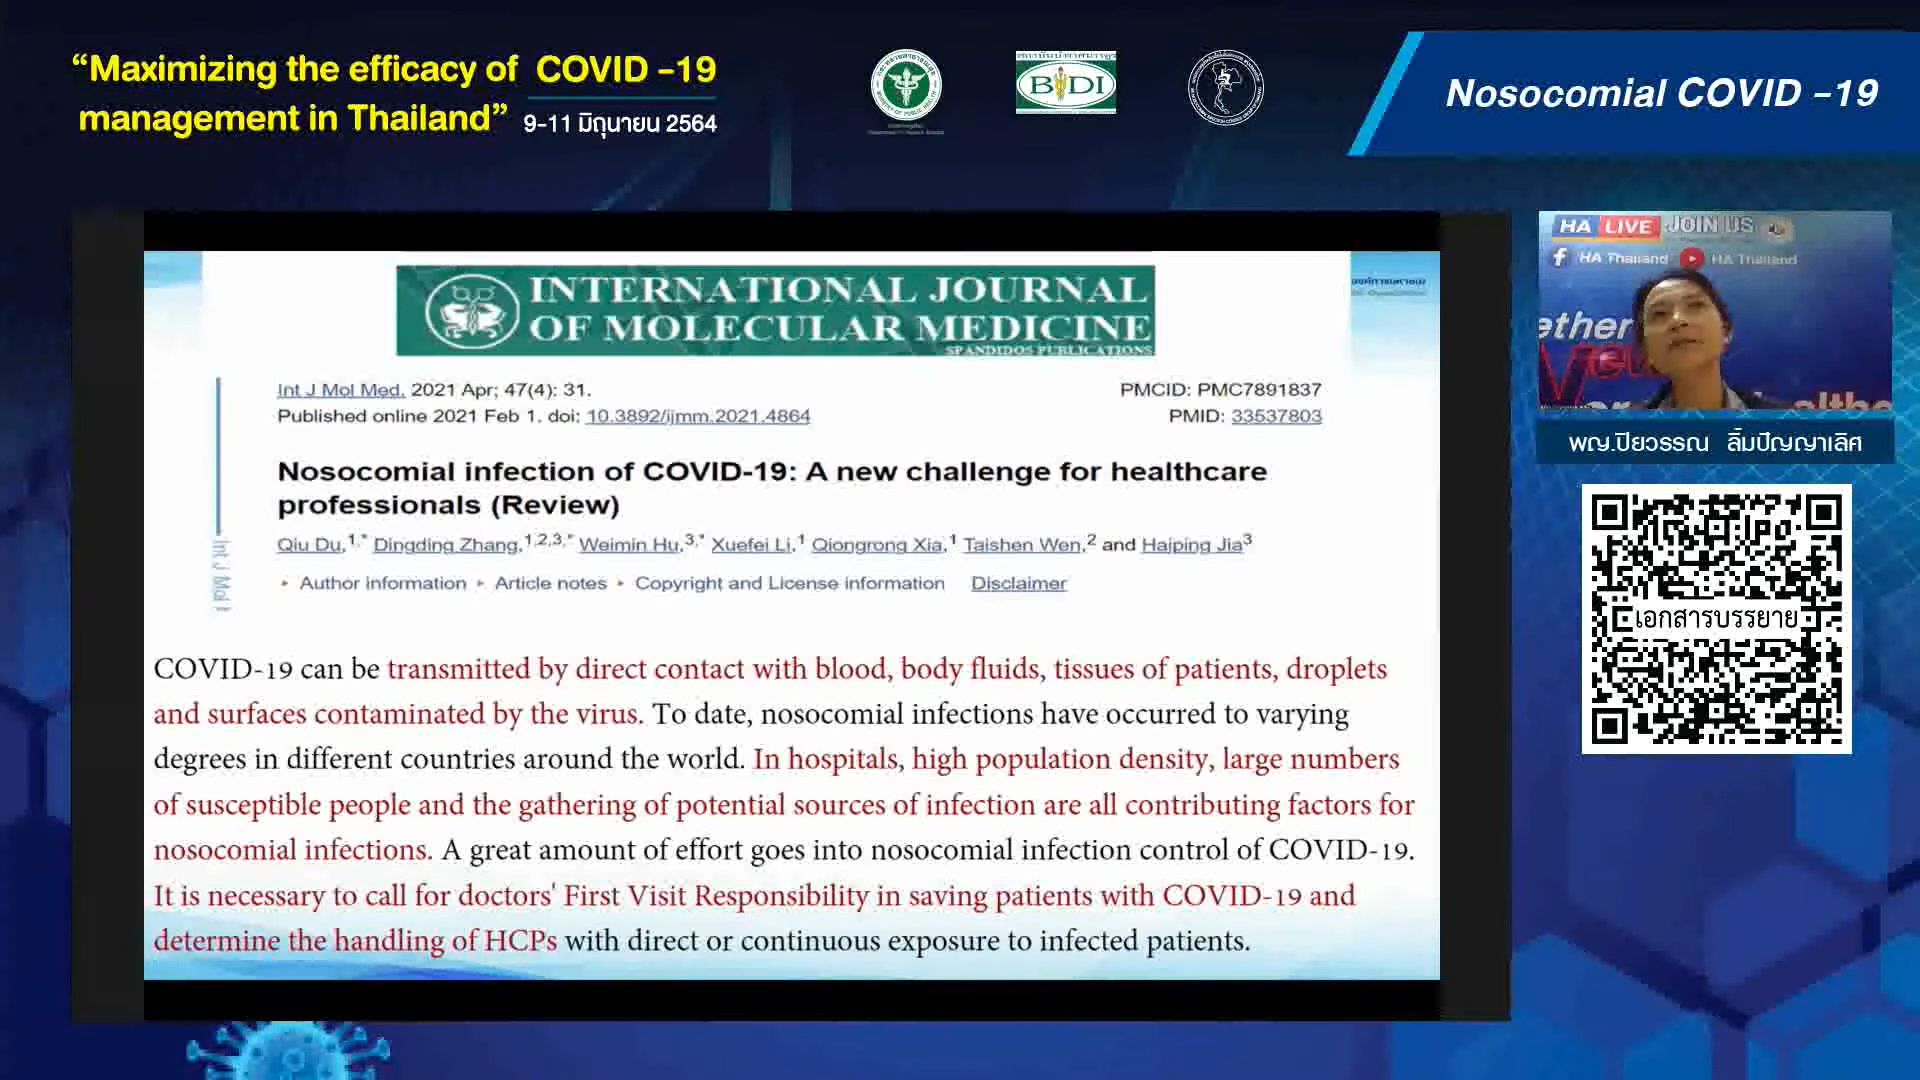 “Maximizing the efficacy of COVID -19
management in Thailand” 9-11 มิถุนายน 2564
BIDI
Nosocomial COVID -19
HA LIVE JOIN US
HA Thailand HA Thailand
ether
พญ.ปิยวรรณ ลิ้มปัญญาเลิศ
เอกสารบรรยาย
INTERNATIONAL JOURNAL
OF MOLECULAR MEDICINE
SPANDIDOS PUBLICATIONS
Int J Mol Med. 2021 Apr; 47(4): 31.
PMCID: PMC7891837
Published online 2021 Feb 1. doi: 10.3892/ijmm.2021.4864
PMID: 33537803
Nosocomial infection of COVID-19: A new challenge for healthcare
professionals (Review)
Qiu Du,1,* Dingding Zhang,1,2,3,* Weimin Hu,3,* Xuefei Li,1 Qiongrong Xia,1 Taishen Wen,2 and Haiping Jia3
Author information Article notes Copyright and License information Disclaimer
Int J Mol
COVID-19 can be transmitted by direct contact with blood, body fluids, tissues of patients, droplets
and surfaces contaminated by the virus. To date, nosocomial infections have occurred to varying
degrees in different countries around the world. In hospitals, high population density, large numbers
of susceptible people and the gathering of potential sources of infection are all contributing factors for
nosocomial infections. A great amount of effort goes into nosocomial infection control of COVID-19.
It is necessary to call for doctors' First Visit Responsibility in saving patients with COVID-19 and
determine the handling of HCPs with direct or continuous exposure to infected patients.